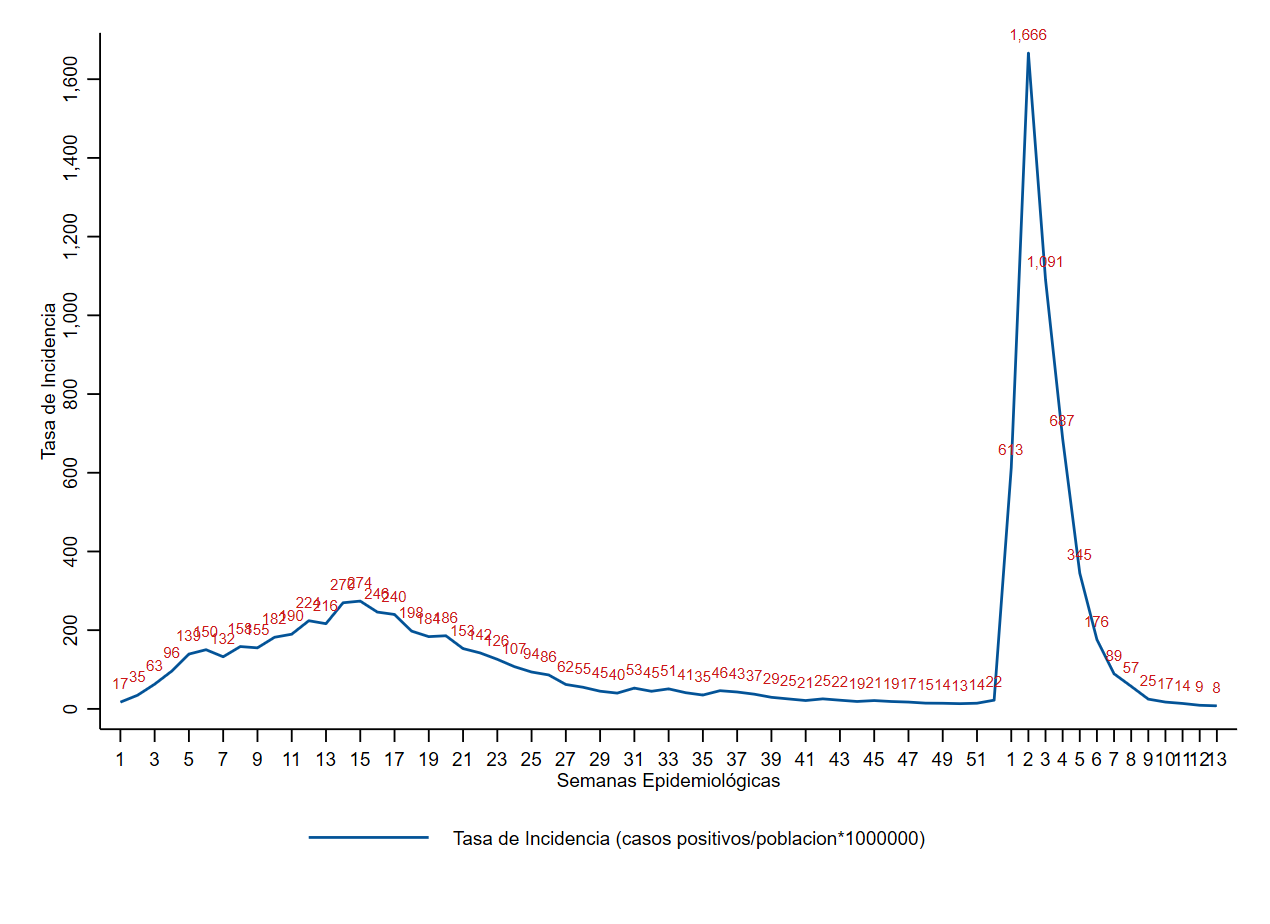 1,666
1,600
1,400
1,200
1,000
800
600
400
200
0
Tasa de Incidencia
17 35 63 96 139 150 132 158 155 182 190 224 216 270 274 246 240 198 184 186 153 142 126 107 94 86 62 55 45 40 53 45 51 41 35 46 43 37 29 25 21 25 22 19 21 19 17 15 14 13 14 22 613 1,091 687 345 176 89 57 25 17 14 9 8
1 3 5 7 9 11 13 15 17 19 21 23 25 27 29 31 33 35 37 39 41 43 45 47 49 51 1 2 3 4 5 6 7 8 9 10 11 12 13
Semanas Epidemiológicas
Tasa de Incidencia (casos positivos/poblacion*1000000)